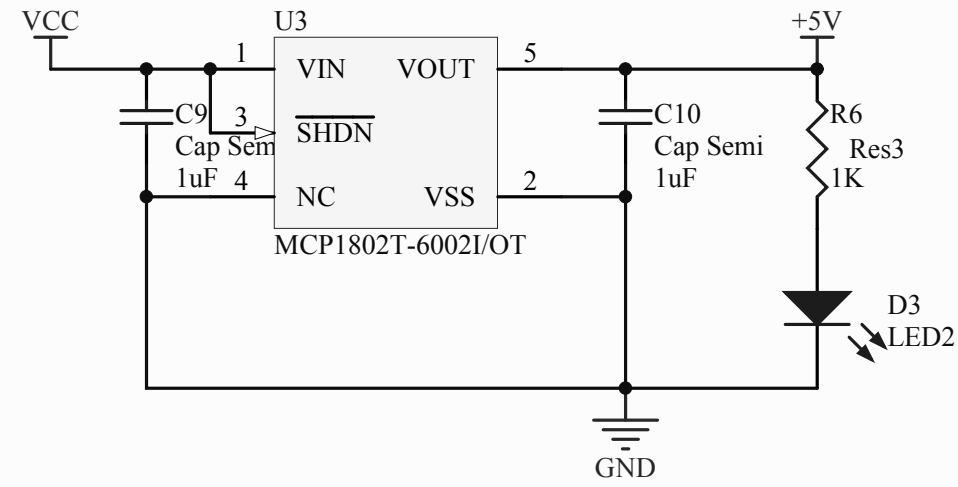 VCC
U3
+5V
1
VIN
VOUT
5
C9
3
SHDN
C10
R6
Cap Sem
Cap Semi
Res3
1uF
4
NC
VSS
2
1uF
1K
MCP1802T-6002I/OT
D3
LED2
GND